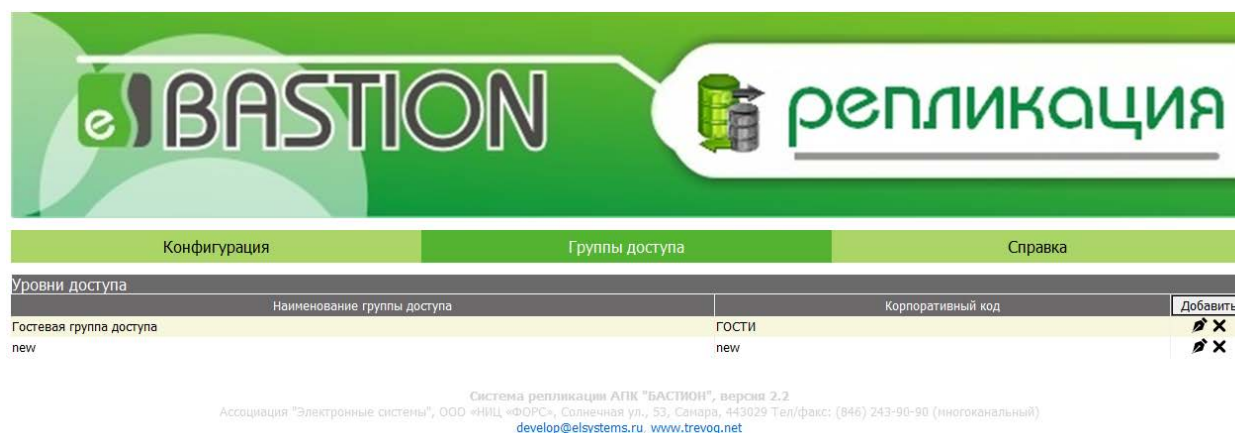 eS BASTION
репликация
Конфигурация Группы доступа Справка
Уровни доступа
Наименование группы доступа Корпоративный код Добавить
Гостевая группа доступа ГОСТИ
new new
Система репликации АПК "БАСТИОН", версия 2.2
Ассоциация "Электронные системы", ООО «НИЦ «ФОРС», Солнечная ул., 53, Самара, 443029 Тел/факс: (846) 243-90-90 (многоканальный)
develop@elsystems.ru, www.trevog.net